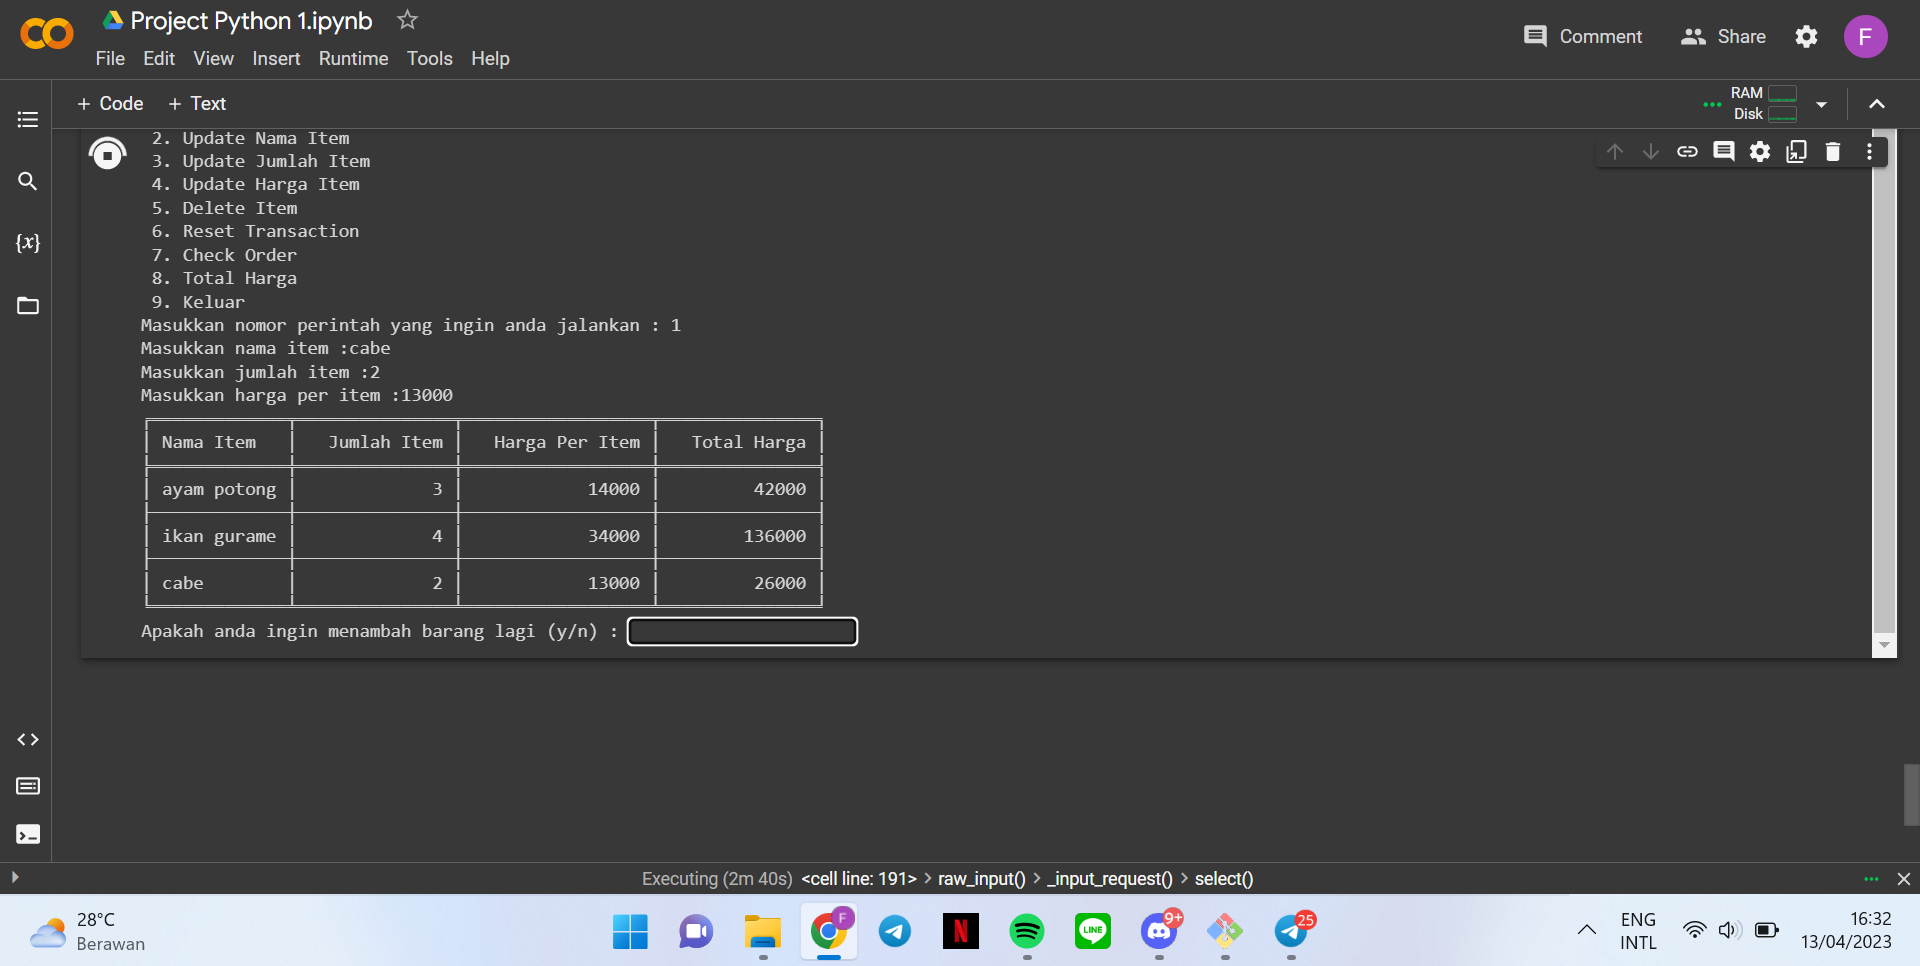 Project Python 1.ipynb
File Edit View Insert Runtime Tools Help
Comment Share F
+ Code + Text
RAM
Disk
2. Update Nama Item
3. Update Jumlah Item
4. Update Harga Item
5. Delete Item
6. Reset Transaction
7. Check Order
8. Total Harga
9. Keluar
Masukkan nomor perintah yang ingin anda jalankan : 1
Masukkan nama item :cabe
Masukkan jumlah item :2
Masukkan harga per item :13000
Nama Item Jumlah Item Harga Per Item Total Harga
ayam potong 3 14000 42000
ikan gurame 4 34000 136000
cabe 2 13000 26000
Apakah anda ingin menambah barang lagi (y/n) :
{x}
Executing (2m 40s) <cell line: 191> > raw_input() > _input_request() > select()
28°C
Berawan
F
N
LINE
9+
25
ENG
INTL
16:32
13/04/2023